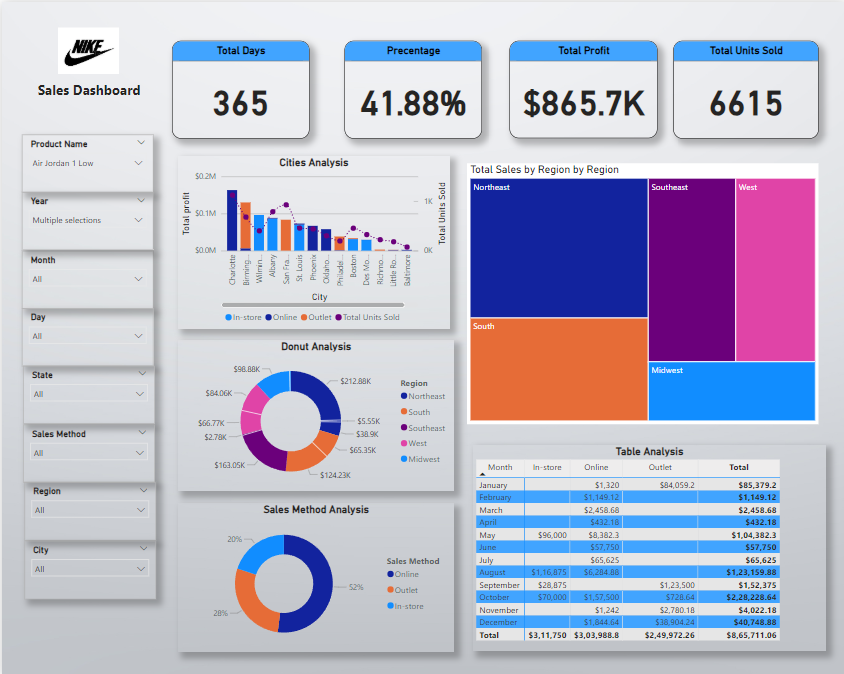 NIKE
Sales Dashboard
Total Days
365
Precentage
41.88%
Total Profit
$865.7K
Total Units Sold
6615
Product Name
Air Jordan 1 Low
Year
Multiple selections
Month
All
Day
All
State
All
Sales Method
All
Region
All
City
All
Cities Analysis
$0.2M
$0.1M
$0.0M
Total profit
1K
0K
Total Units Sold
Charlotte
Birming...
Wilmin...
Albany
San Fra...
St. Louis
Phoenix
Oklaho...
Philadel...
Boston
Des Mo...
Richmo...
Little Ro...
Baltimore
City
In-store Online Outlet Total Units Sold
Donut Analysis
$98.88K
$212.88K
$84.06K
$66.77K
$5.55K
$2.78K
$38.9K
$65.35K
$163.05K
$124.23K
Region
Northeast
South
Southeast
West
Midwest
Sales Method Analysis
20%
52%
28%
Sales Method
Online
Outlet
In-store
Total Sales by Region by Region
Northeast
Southeast
West
South
Midwest
Table Analysis
Month In-store Online Outlet Total
January $1,320 $84,059.2 $85,379.2
February $1,149.12 $1,149.12
March $2,458.68 $2,458.68
April $432.18 $432.18
May $96,000 $8,382.3 $1,04,382.3
June $57,750 $57,750
July $65,625 $65,625
August $1,16,875 $6,284.88 $1,23,159.88
September $28,875 $1,23,500 $1,52,375
October $70,000 $1,57,500 $728.64 $2,28,228.64
November $1,242 $2,780.18 $4,022.18
December $1,844.64 $38,904.24 $40,748.88
Total $3,11,750 $3,03,988.8 $2,49,972.26 $8,65,711.06